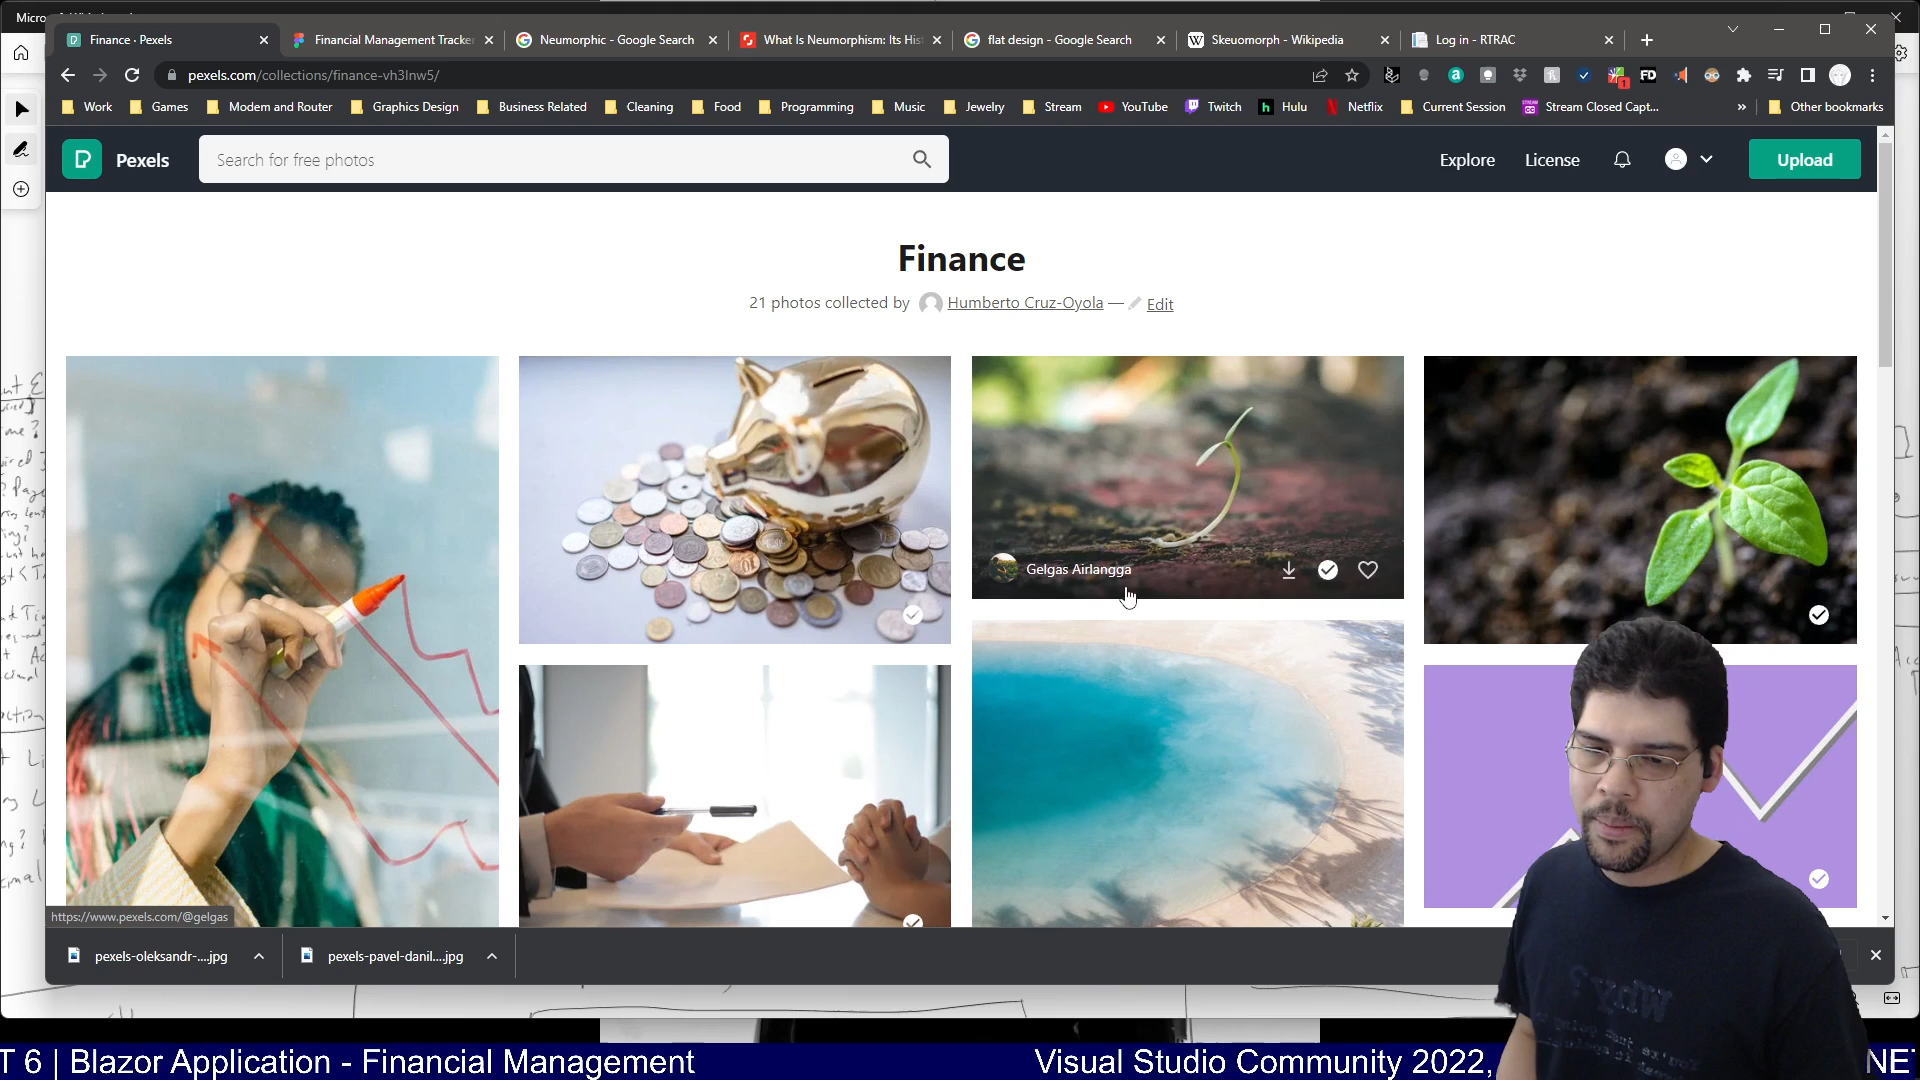 Finance · Pexels
Financial Management Tracke
Neumorphic - Google Search
What Is Neumorphism: Its His
flat design - Google Search
Skeuomorph - Wikipedia
Log in - RTRAC
pexels.com/collections/finance-vh3lnw5/
Work
Games
Modem and Router
Graphics Design
Business Related
Cleaning
Food
Programming
Music
Jewelry
Stream
YouTube
Twitch
Hulu
Netflix
Current Session
Stream Closed Capt...
Other bookmarks
Pexels
Search for free photos
Explore
License
Upload
Finance
21 photos collected by Humberto Cruz-Oyola — Edit
Gelgas Airlangga
https://www.pexels.com/@gelgas
pexels-oleksandr-....jpg
pexels-pavel-danil....jpg
T 6 | Blazor Application - Financial Management
Visual Studio Community 2022,